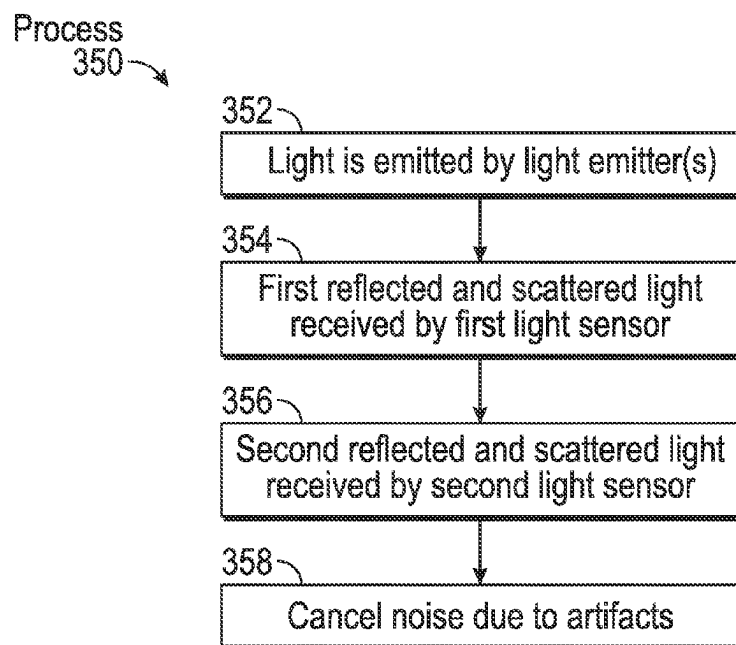 Process
350
352
Light is emitted by light emitter(s)
354
First reflected and scattered light
received by first light sensor
356
Second reflected and scattered light
received by second light sensor
358
Cancel noise due to artifacts